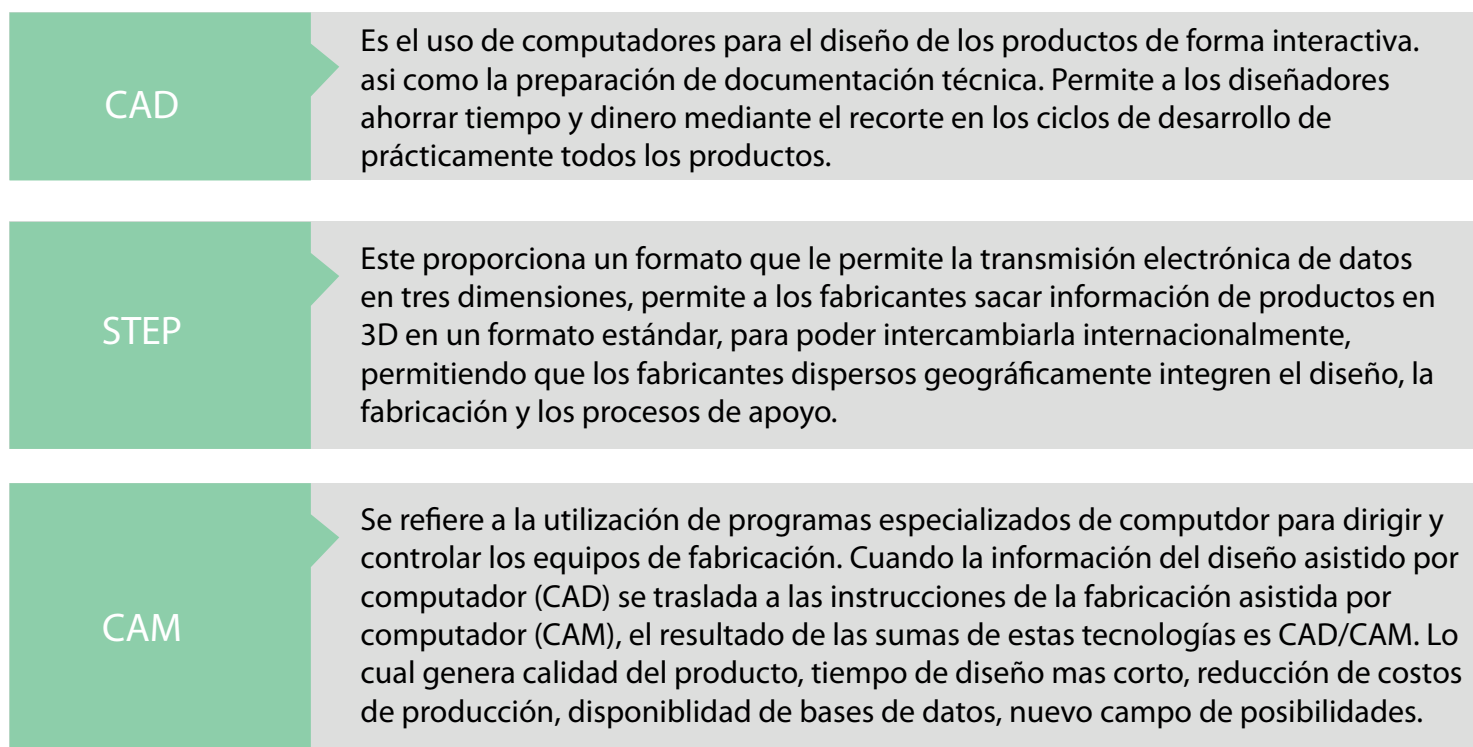 CAD
Es el uso de computadores para el diseño de los productos de forma interactiva.
asi como la preparación de documentación técnica. Permite a los diseñadores
ahorrar tiempo y dinero mediante el recorte en los ciclos de desarrollo de
prácticamente todos los productos.
STEP
Este proporciona un formato que le permite la transmisión electrónica de datos
en tres dimensiones, permite a los fabricantes sacar información de productos en
3D en un formato estándar, para poder intercambiarla internacionalmente,
permitiendo que los fabricantes dispersos geográficamente integren el diseño, la
fabricación y los procesos de apoyo.
CAM
Se refiere a la utilización de programas especializados de computdor para dirigir y
controlar los equipos de fabricación. Cuando la información del diseño asistido por
computador (CAD) se traslada a las instrucciones de la fabricación asistida por
computador (CAM), el resultado de las sumas de estas tecnologías es CAD/CAM. Lo
cual genera calidad del producto, tiempo de diseño mas corto, reducción de costos
de producción, disponiblidad de bases de datos, nuevo campo de posibilidades.